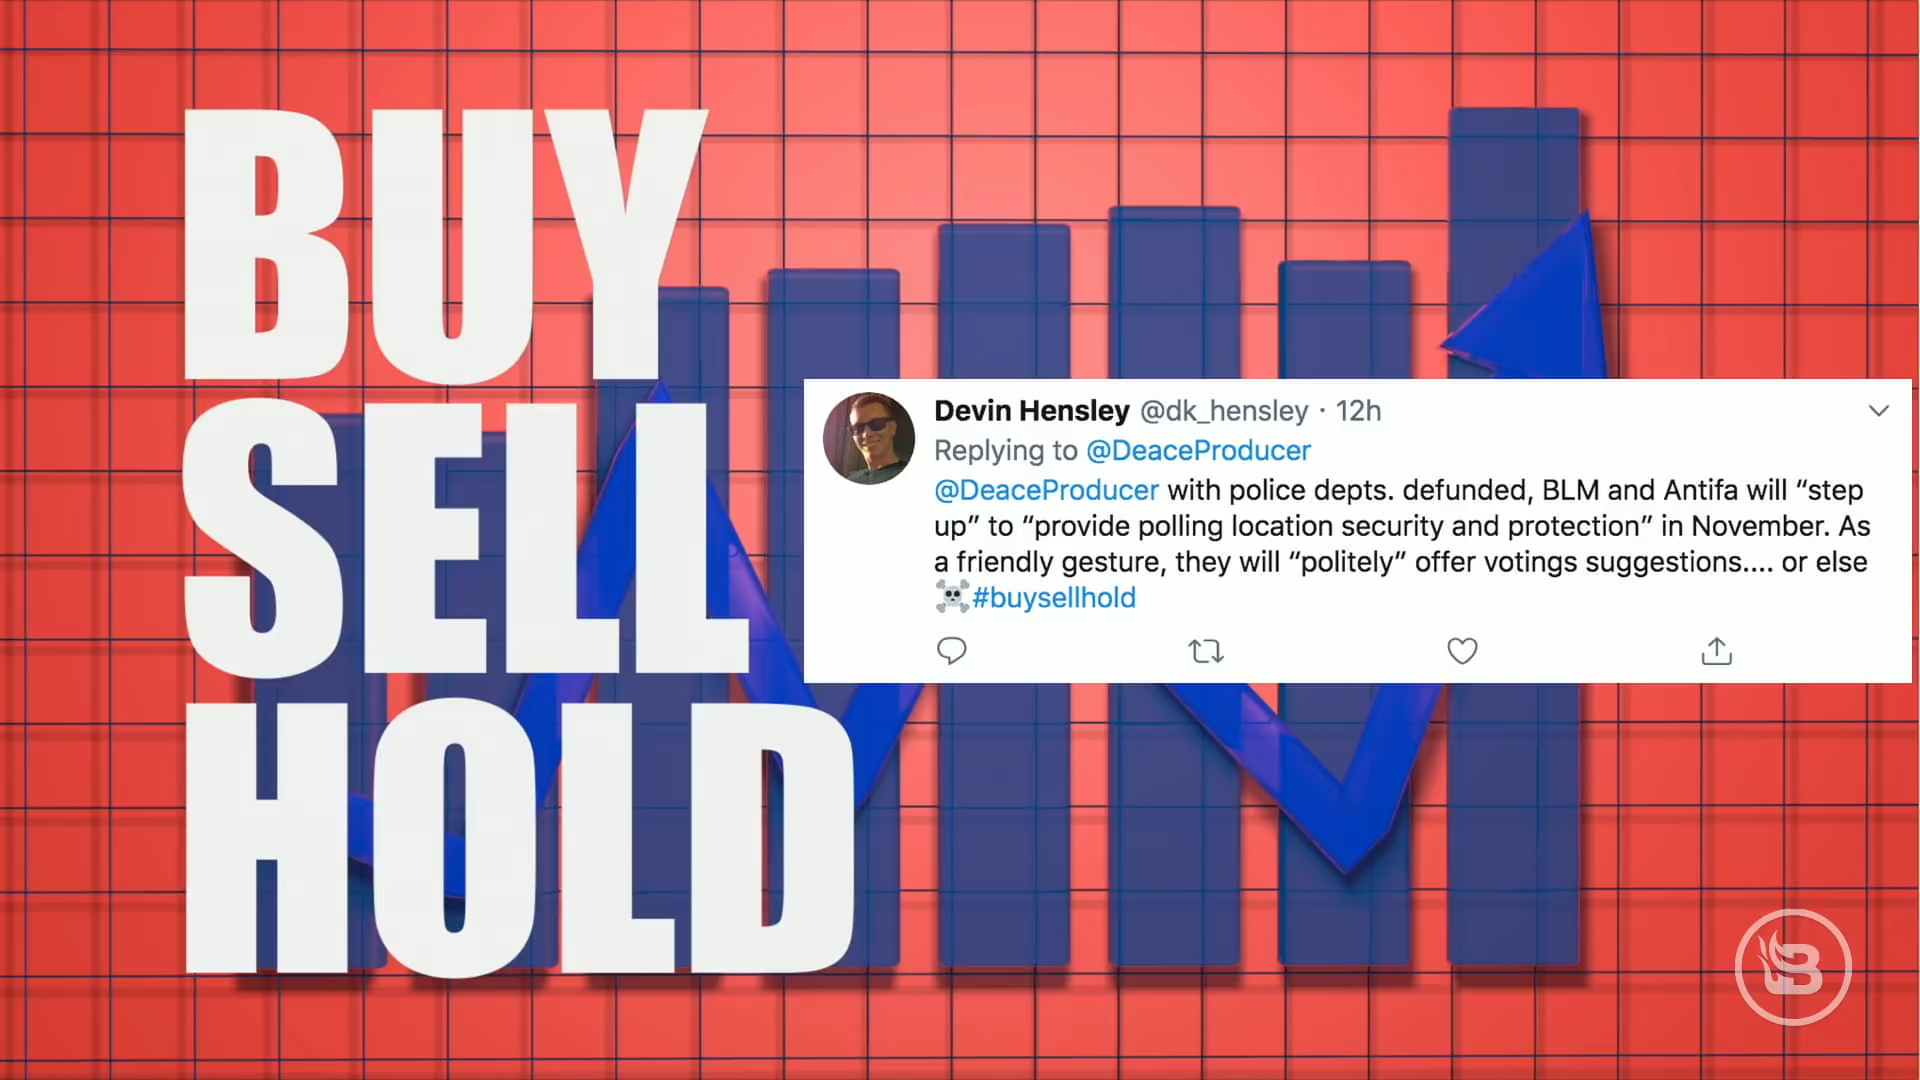 BUY
SELL
HOLD
Devin Hensley @dk_hensley · 12h
Replying to @DeaceProducer
@DeaceProducer with police depts. defunded, BLM and Antifa will “step
up” to “provide polling location security and protection” in November. As
a friendly gesture, they will “politely” offer votings suggestions.... or else
☠️#buysellhold
B